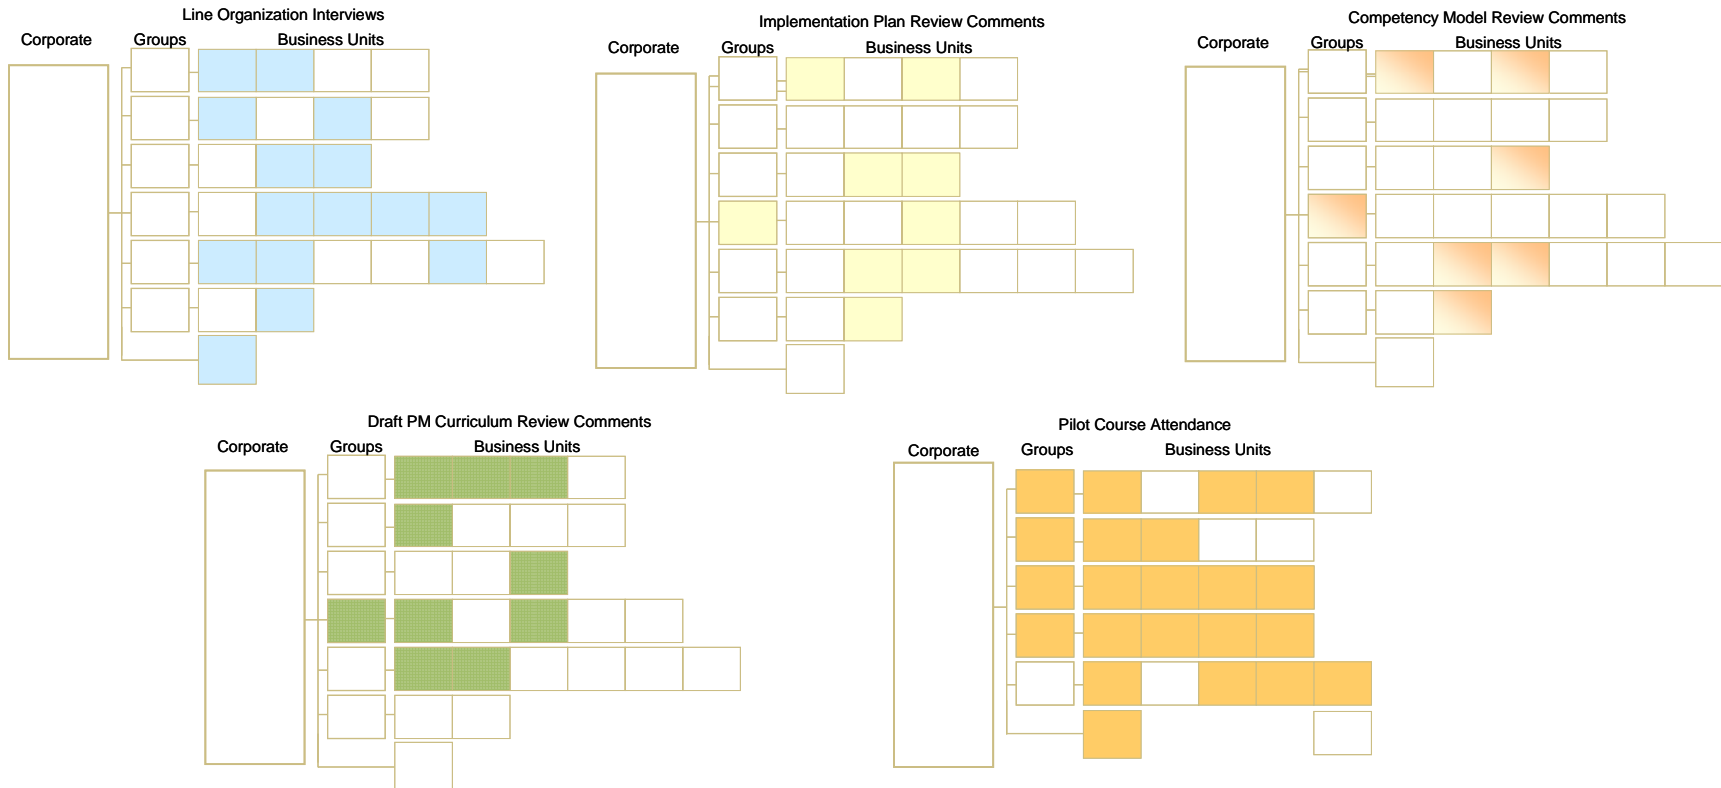 Line Organization Interviews
Corporate
Groups
Business Units
Implementation Plan Review Comments
Corporate
Groups
Business Units
Competency Model Review Comments
Corporate
Groups
Business Units
Draft PM Curriculum Review Comments
Corporate
Groups
Business Units
Pilot Course Attendance
Corporate
Groups
Business Units